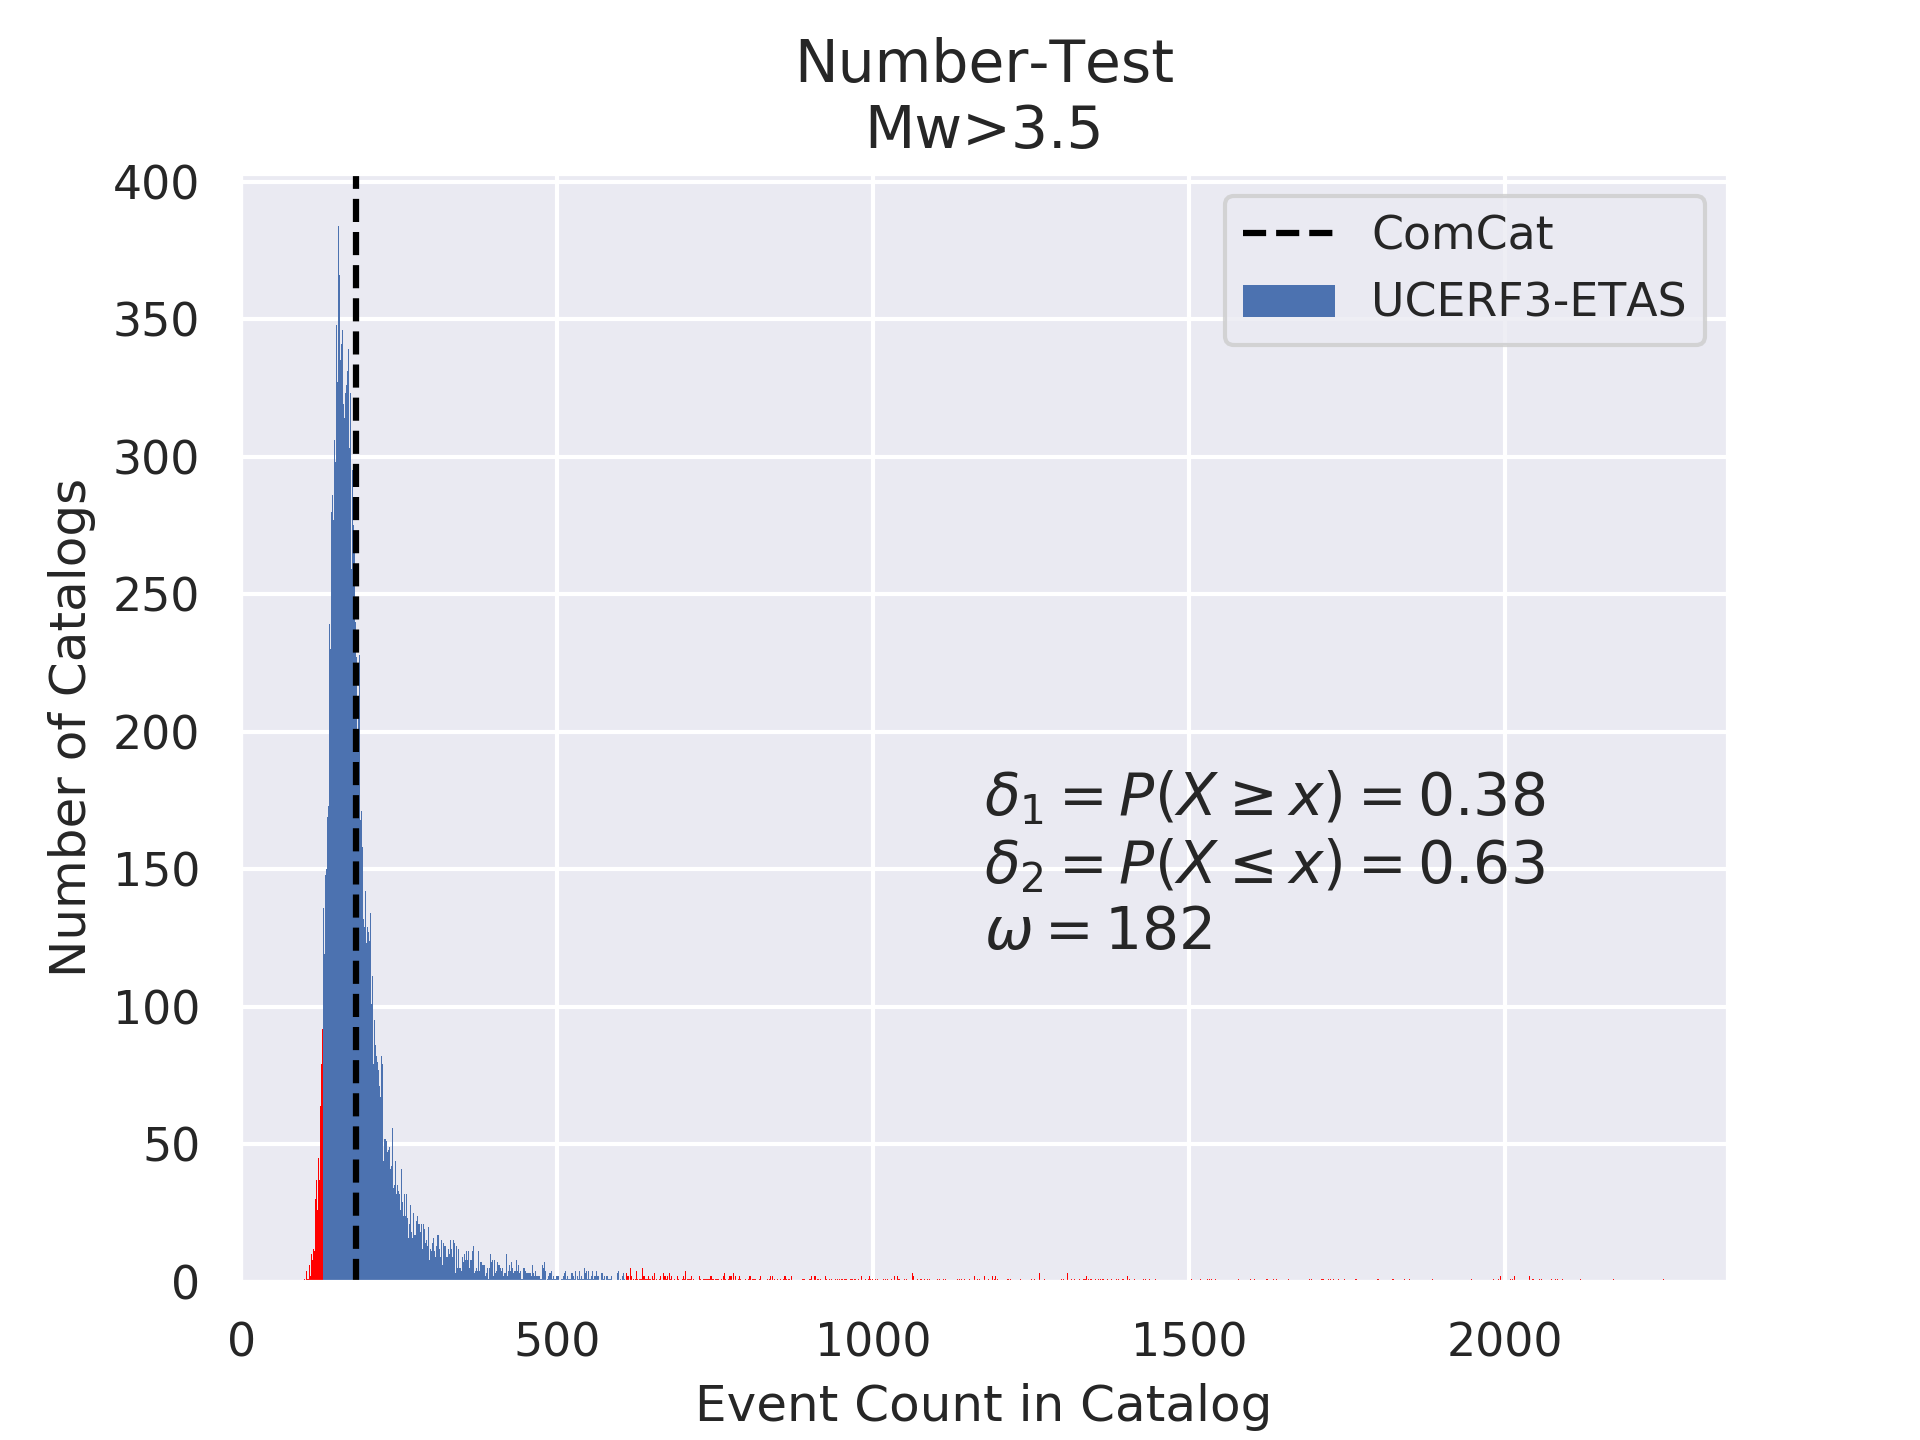 Number-Test
Mw>3.5
400
350
300
250
200
150
100
50
0
Number of Catalogs
ComCat
UCERF3-ETAS
δ₁ = P(X ≥ x) = 0.38
δ₂ = P(X ≤ x) = 0.63
ω = 182
0 500 1000 1500 2000
Event Count in Catalog